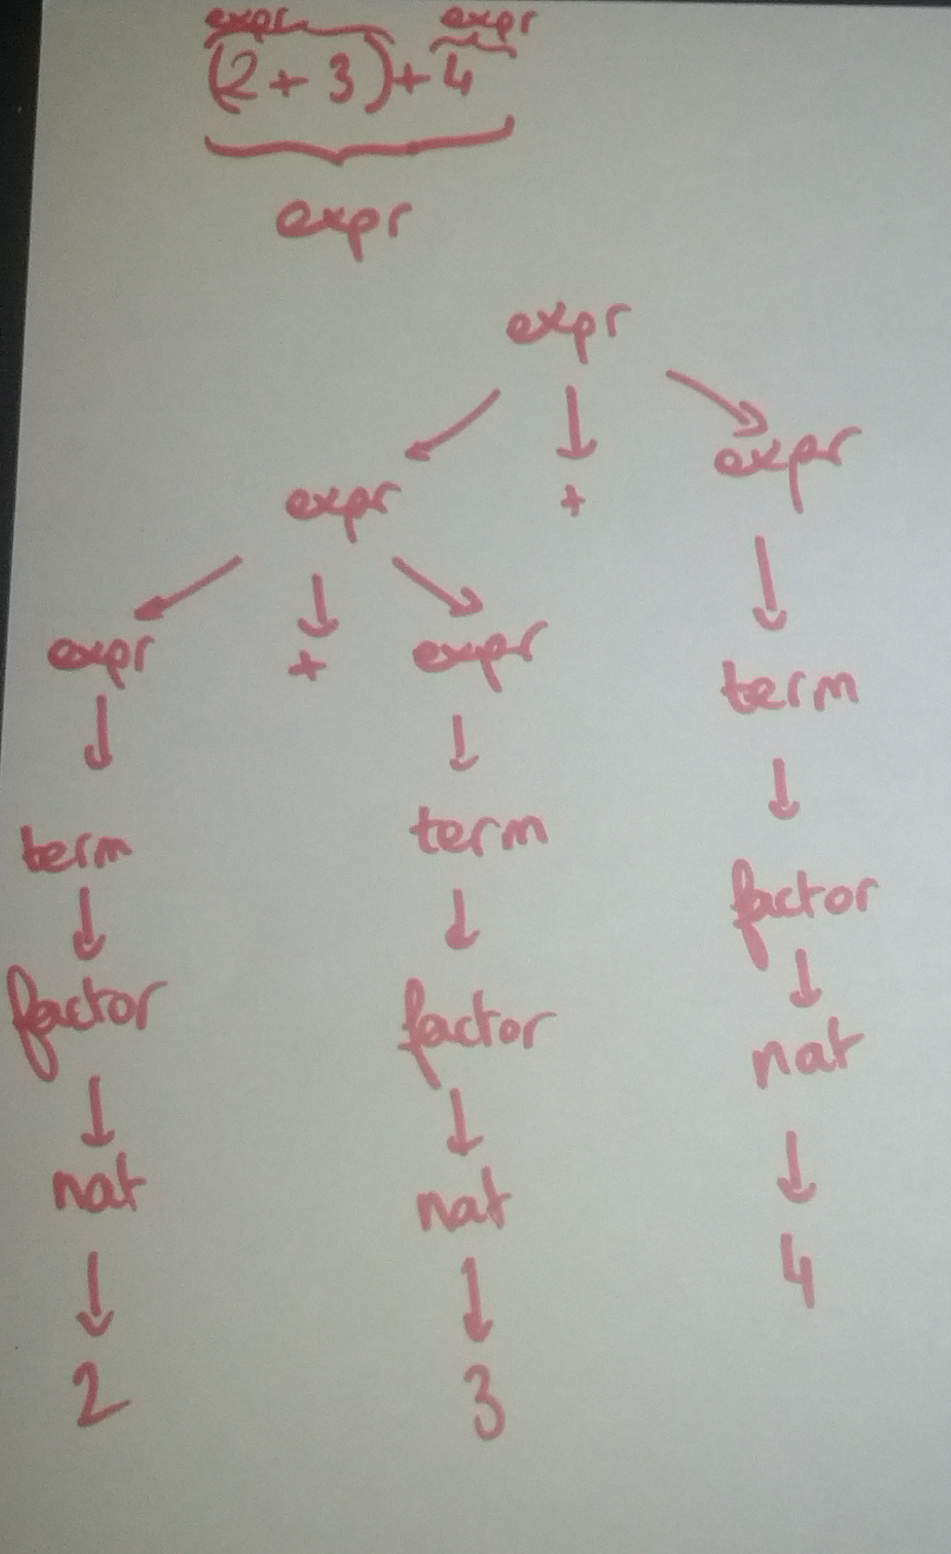 expr expr
(2 + 3) + 4
expr
expr
+ expr
expr
expr + expr
term
term term
factor
factor factor
nat
nat nat
4
2 3